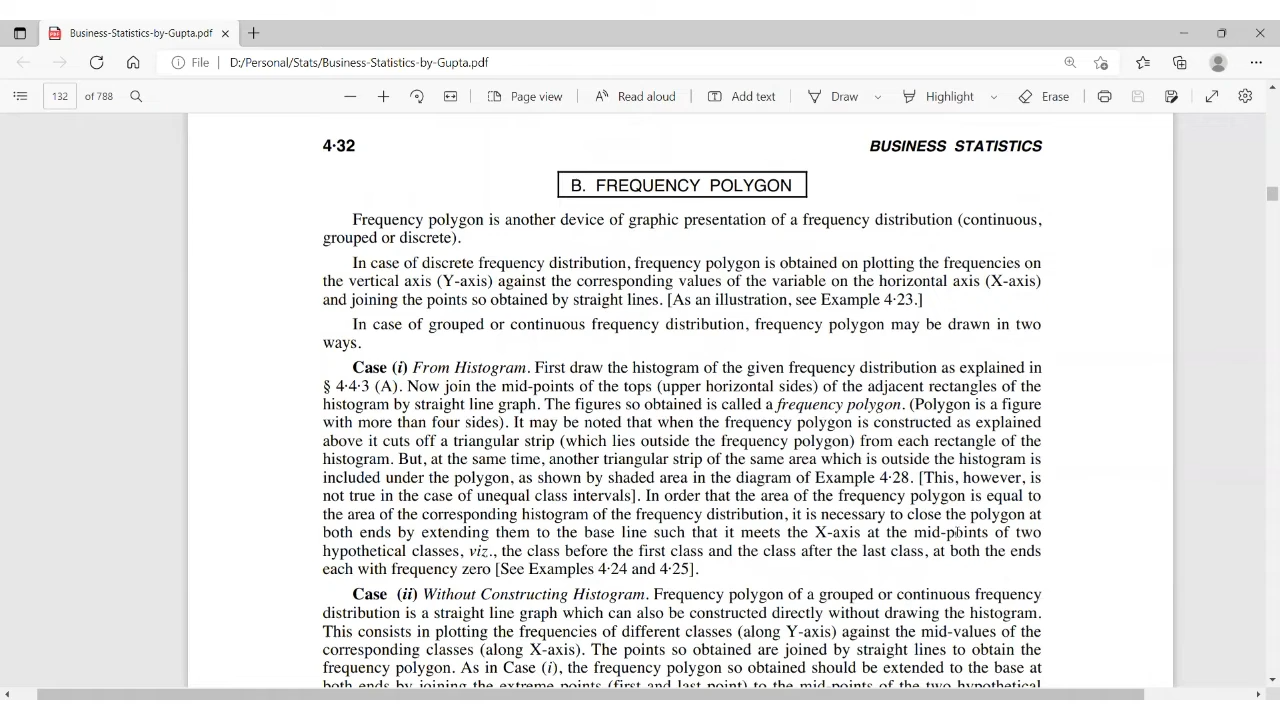 Business-Statistics-by-Gupta.pdf
File | D:/Personal/Stats/Business-Statistics-by-Gupta.pdf
132 of 788 Page view Read aloud Add text Draw Highlight Erase
4·32 BUSINESS STATISTICS
B. FREQUENCY POLYGON
Frequency polygon is another device of graphic presentation of a frequency distribution (continuous,
grouped or discrete).
In case of discrete frequency distribution, frequency polygon is obtained on plotting the frequencies on
the vertical axis (Y-axis) against the corresponding values of the variable on the horizontal axis (X-axis)
and joining the points so obtained by straight lines. [As an illustration, see Example 4·23.]
In case of grouped or continuous frequency distribution, frequency polygon may be drawn in two
ways.
Case (i) From Histogram. First draw the histogram of the given frequency distribution as explained in
§ 4·4·3 (A). Now join the mid-points of the tops (upper horizontal sides) of the adjacent rectangles of the
histogram by straight line graph. The figures so obtained is called a frequency polygon. (Polygon is a figure
with more than four sides). It may be noted that when the frequency polygon is constructed as explained
above it cuts off a triangular strip (which lies outside the frequency polygon) from each rectangle of the
histogram. But, at the same time, another triangular strip of the same area which is outside the histogram is
included under the polygon, as shown by shaded area in the diagram of Example 4·28. [This, however, is
not true in the case of unequal class intervals]. In order that the area of the frequency polygon is equal to
the area of the corresponding histogram of the frequency distribution, it is necessary to close the polygon at
both ends by extending them to the base line such that it meets the X-axis at the mid-points of two
hypothetical classes, viz., the class before the first class and the class after the last class, at both the ends
each with frequency zero [See Examples 4·24 and 4·25].
Case (ii) Without Constructing Histogram. Frequency polygon of a grouped or continuous frequency
distribution is a straight line graph which can also be constructed directly without drawing the histogram.
This consists in plotting the frequencies of different classes (along Y-axis) against the mid-values of the
corresponding classes (along X-axis). The points so obtained are joined by straight lines to obtain the
frequency polygon. As in Case (i), the frequency polygon so obtained should be extended to the base at
both ends by joining the extreme points (first and last point) to the mid-points of the two hypothetical